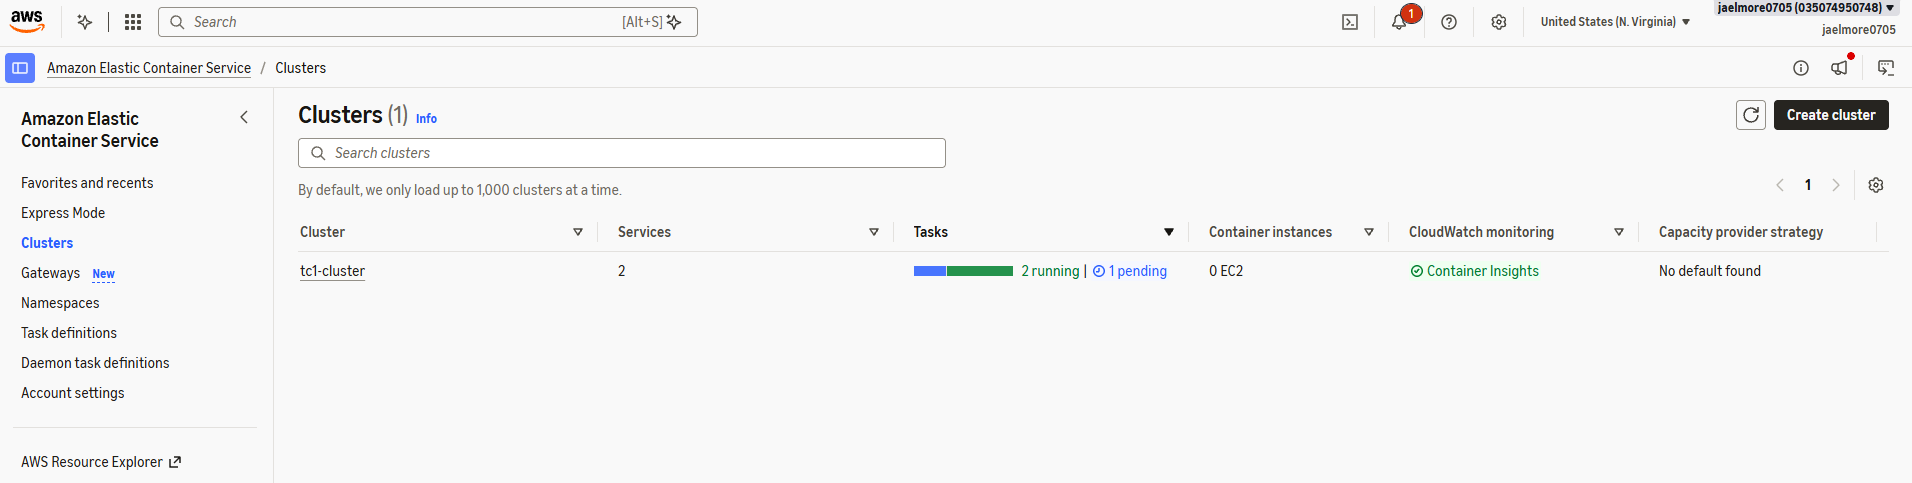 aws
Search [Alt+S]
1
United States (N. Virginia)
jaelmore0705 (035074950748)
jaelmore0705
Amazon Elastic Container Service / Clusters
Amazon Elastic
Container Service
Favorites and recents
Express Mode
Clusters
Gateways New
Namespaces
Task definitions
Daemon task definitions
Account settings
AWS Resource Explorer
Clusters (1) Info
Create cluster
Search clusters
By default, we only load up to 1,000 clusters at a time.
1
Cluster Services Tasks Container instances CloudWatch monitoring Capacity provider strategy
tc1-cluster 2 2 running | 1 pending 0 EC2 Container Insights No default found